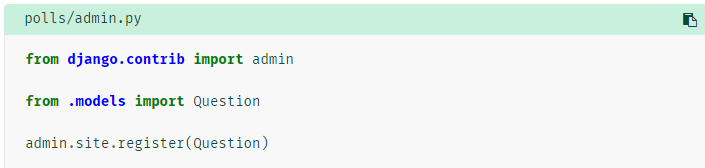 polls/admin.py
from django.contrib import admin
from .models import Question
admin.site.register(Question)